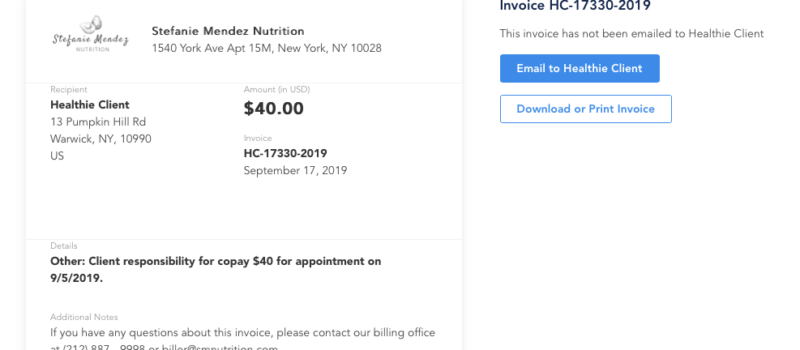 Stefanie Mendez
NUTRITION
Stefanie Mendez Nutrition
1540 York Ave Apt 15M, New York, NY 10028
Recipient
Healthie Client
13 Pumpkin Hill Rd
Warwick, NY, 10990
US
Amount (in USD)
$40.00
Invoice
HC-17330-2019
September 17, 2019
Details
Other: Client responsibility for copay $40 for appointment on
9/5/2019.
Additional Notes
If you have any questions about this invoice, please contact our billing office
at (212) 887 - 9998 or biller@smnutrition.com
Invoice HC-17330-2019
This invoice has not been emailed to Healthie Client
Email to Healthie Client
Download or Print Invoice